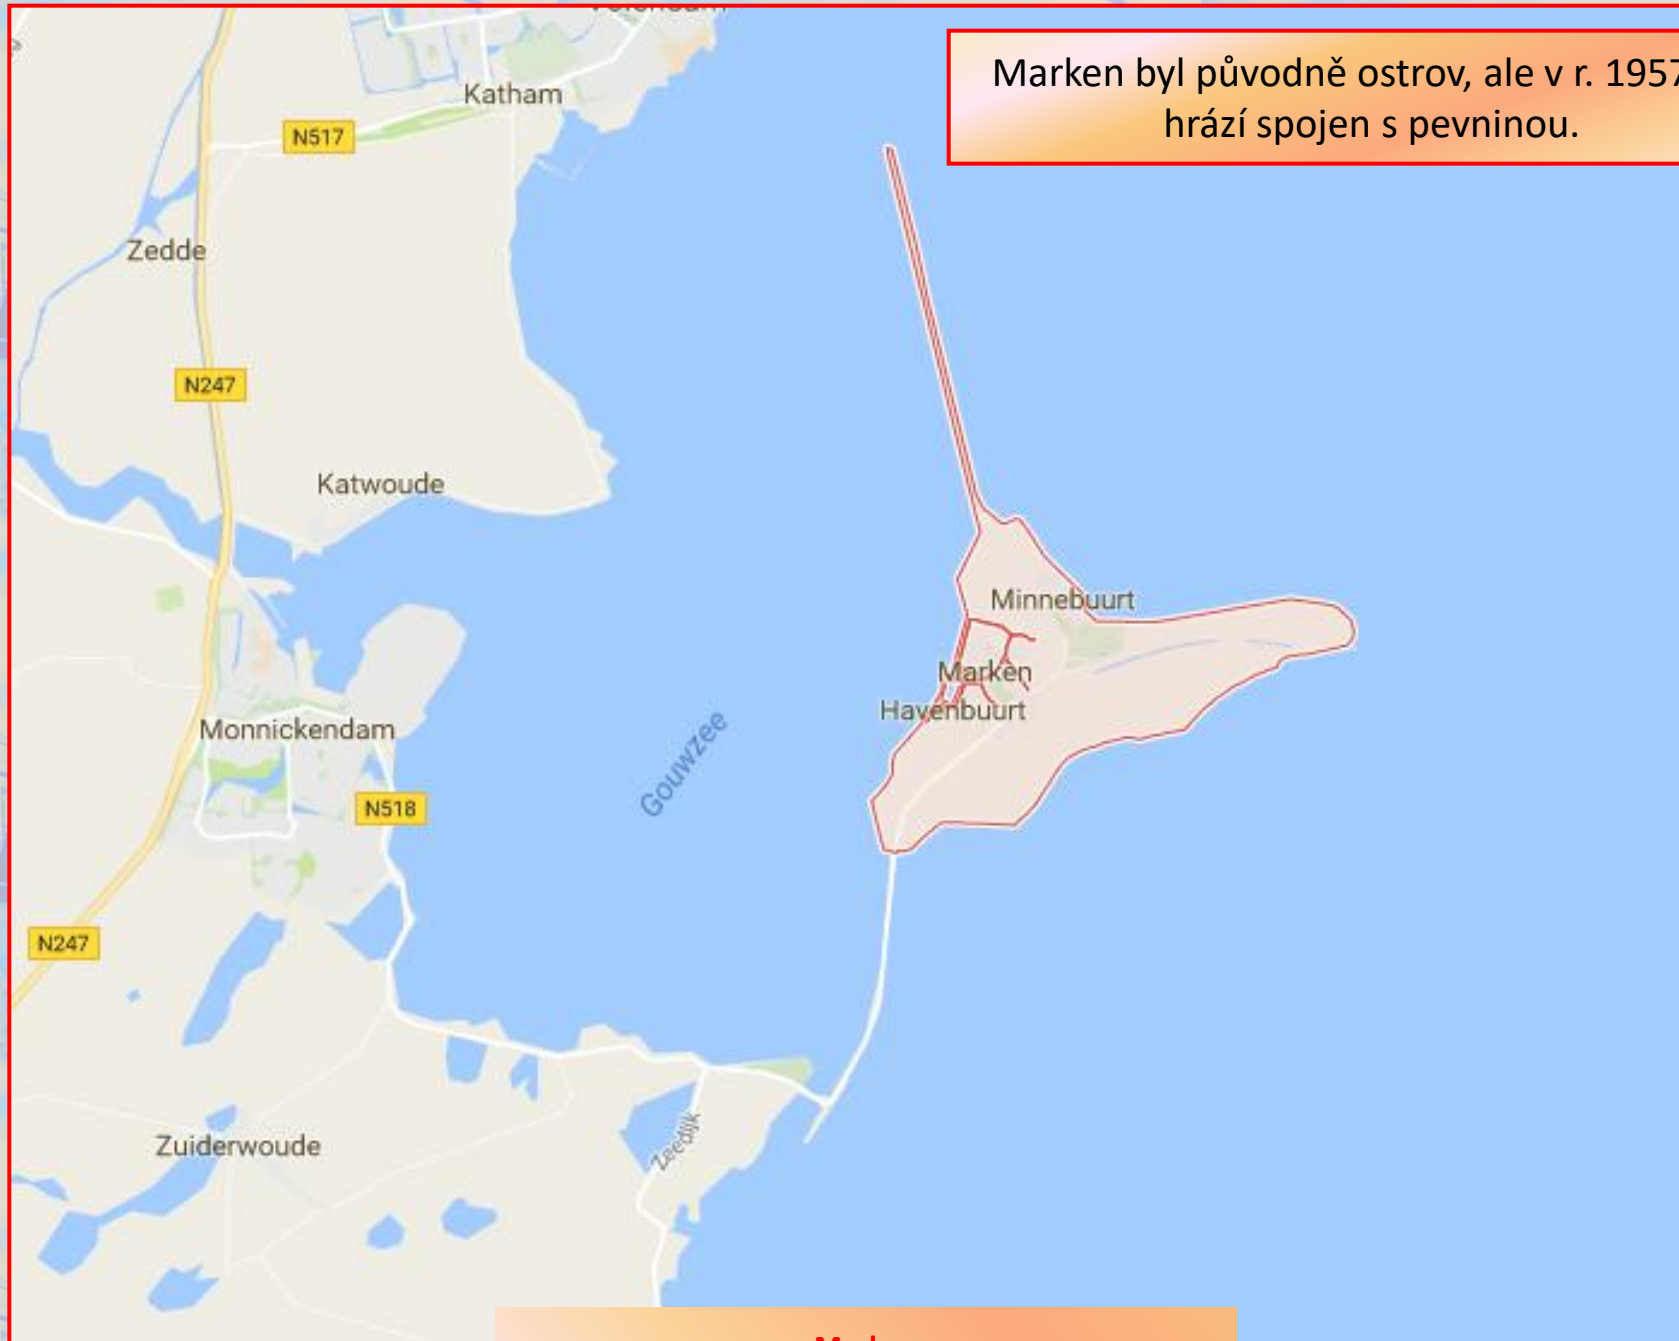 Marken byl původně ostrov, ale v r. 1957
hrází spojen s pevninou.
Katham
N517
Zedde
N247
Katwoude
Minnebuurt
Marken
Havenbuurt
Monnickendam
Gouwzee
N518
N247
Zeedijk
Zuiderwoude